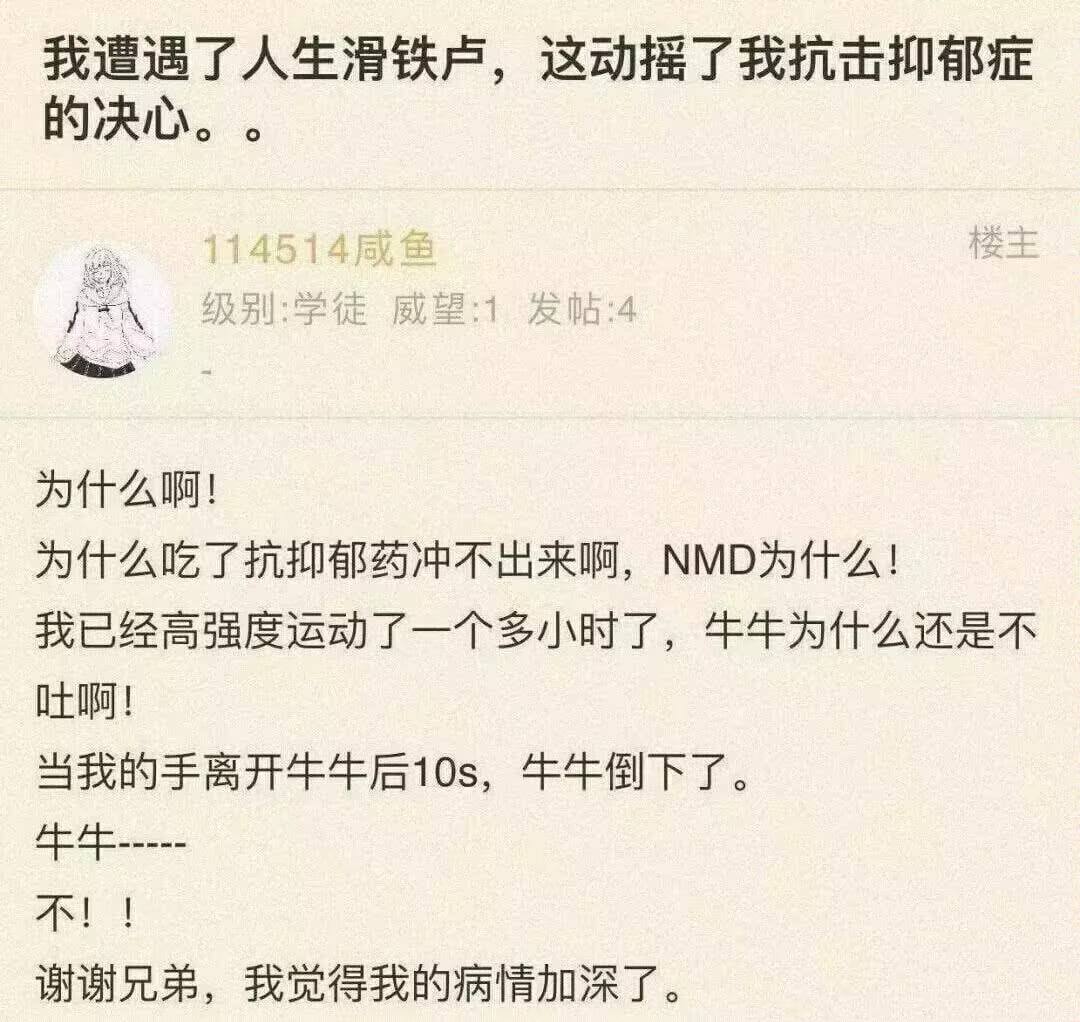 我遭遇了人生滑铁卢，这动摇了我抗击抑郁症
的决心。。
114514咸鱼
楼主
级别:学徒 威望:1 发帖:4
-
为什么啊！
为什么吃了抗抑郁药冲不出来啊，NMD为什么！
我已经高强度运动了一个多小时了，牛牛为什么还是不
吐啊！
当我的手离开牛牛后10s，牛牛倒下了。
牛牛-----
不！！
谢谢兄弟，我觉得我的病情加深了。